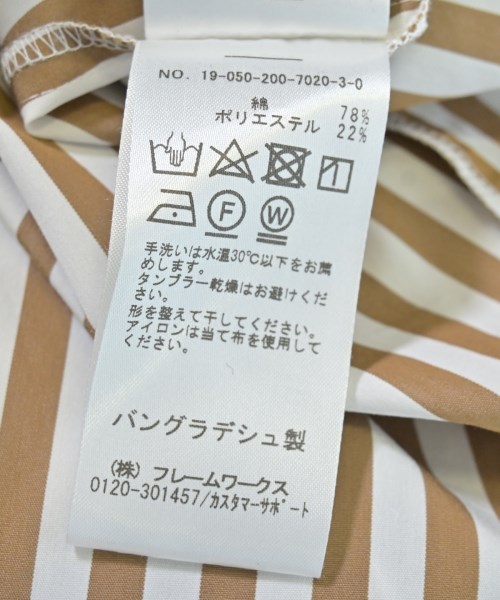 NO. 19-050-200-7020-3-0
綿 78%
ポリエステル 22%
F W
手洗いは水温30℃以下をお薦
めします。
タンブラー乾燥はお避けくだ
さい。
形を整えて干してください。
アイロンは当て布を使用して
ください。
バングラデシュ製
(株) フレームワークス
0120-301457/カスタマーサポート